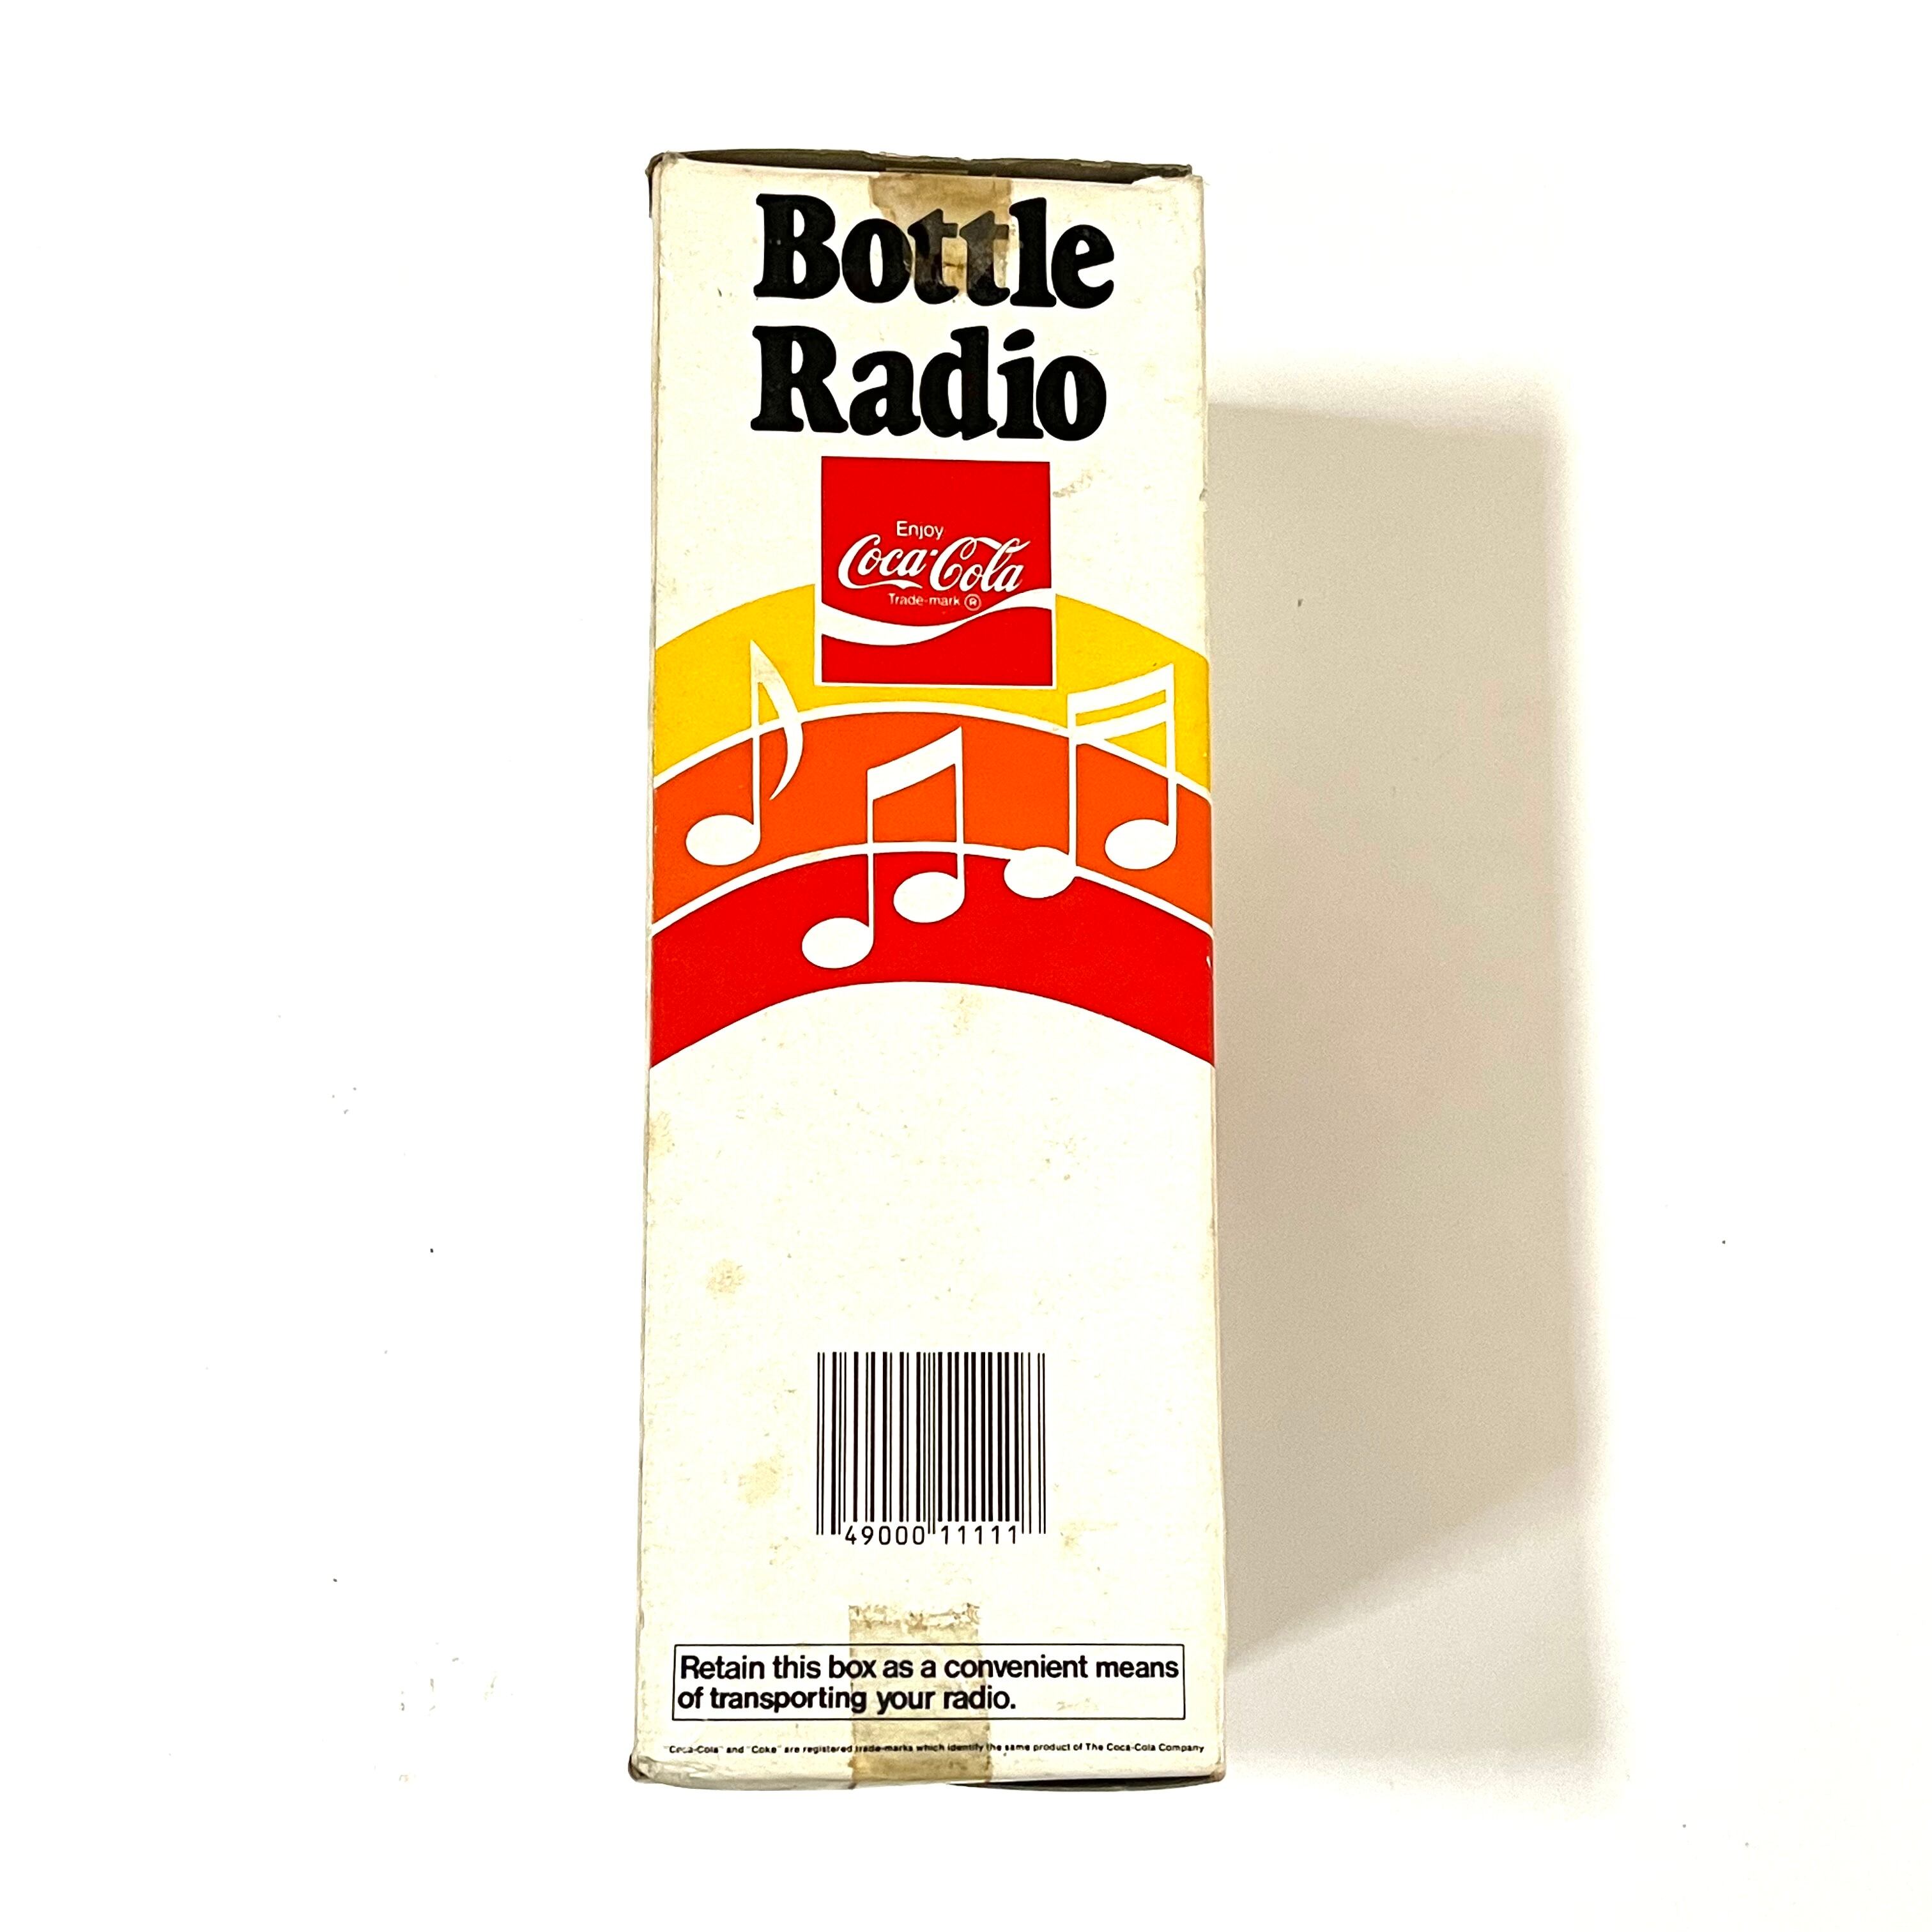 Bottle
Radio
Enjoy
Coca-Cola
Trade-mark ®
49000 11111
Retain this box as a convenient means
of transporting your radio.
"Coca-Cola" and "Coke" are registered trade-marks which identify the same product of The Coca-Cola Company